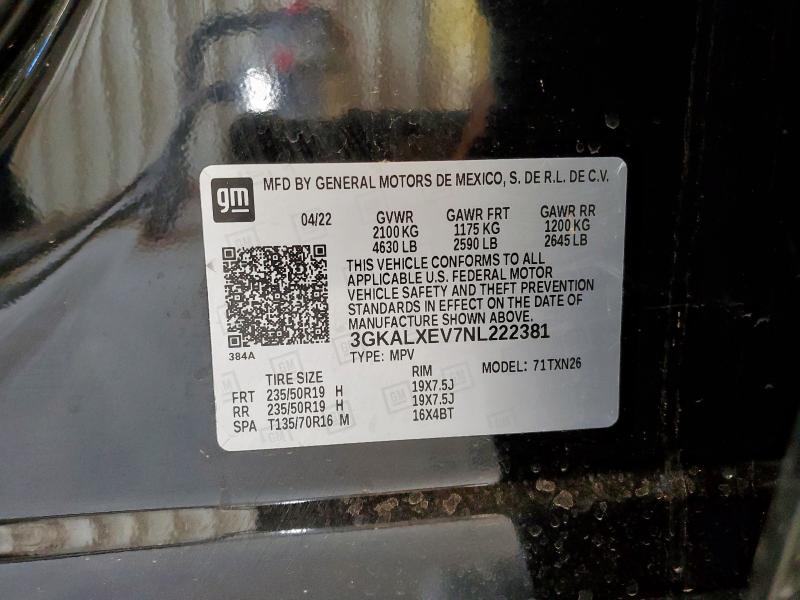 gm MFD BY GENERAL MOTORS DE MEXICO, S. DE R.L. DE C.V.
04/22 GVWR GAWR FRT GAWR RR
2100 KG 1175 KG 1200 KG
4630 LB 2590 LB 2645 LB
THIS VEHICLE CONFORMS TO ALL
APPLICABLE U.S. FEDERAL MOTOR
VEHICLE SAFETY AND THEFT PREVENTION
STANDARDS IN EFFECT ON THE DATE OF
MANUFACTURE SHOWN ABOVE.
3GKALXEV7NL222381
384A
TYPE: MPV MODEL: 71TXN26
TIRE SIZE RIM
FRT 235/50R19 H 19X7.5J
RR 235/50R19 H 19X7.5J
SPA T135/70R16 M 16X4BT